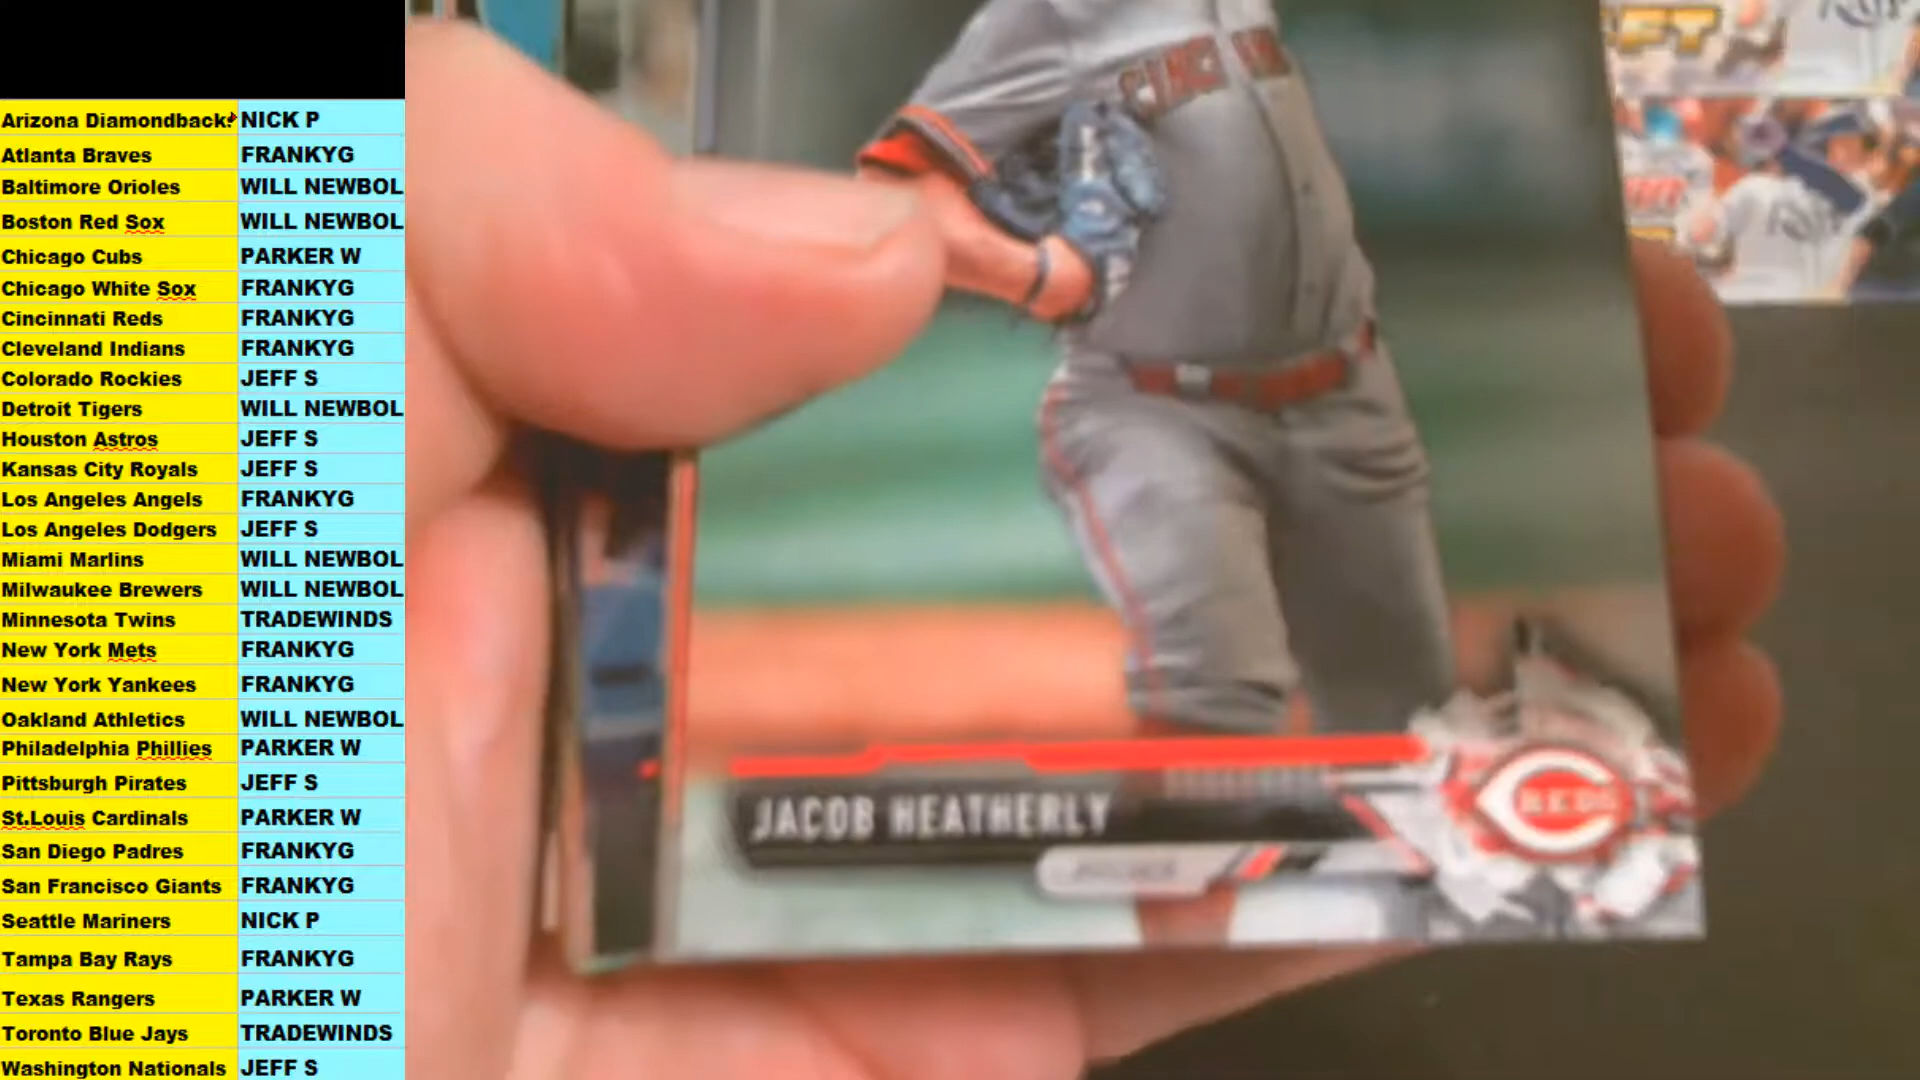 Arizona Diamondbacks NICK P
Atlanta Braves FRANKYG
Baltimore Orioles WILL NEWBOL
Boston Red Sox WILL NEWBOL
Chicago Cubs PARKER W
Chicago White Sox FRANKYG
Cincinnati Reds FRANKYG
Cleveland Indians FRANKYG
Colorado Rockies JEFF S
Detroit Tigers WILL NEWBOL
Houston Astros JEFF S
Kansas City Royals JEFF S
Los Angeles Angels FRANKYG
Los Angeles Dodgers JEFF S
Miami Marlins WILL NEWBOL
Milwaukee Brewers WILL NEWBOL
Minnesota Twins TRADEWINDS
New York Mets FRANKYG
New York Yankees FRANKYG
Oakland Athletics WILL NEWBOL
Philadelphia Phillies PARKER W
Pittsburgh Pirates JEFF S
St.Louis Cardinals PARKER W
San Diego Padres FRANKYG
San Francisco Giants FRANKYG
Seattle Mariners NICK P
Tampa Bay Rays FRANKYG
Texas Rangers PARKER W
Toronto Blue Jays TRADEWINDS
Washington Nationals JEFF S
JACOB HEATHERLY
REDS